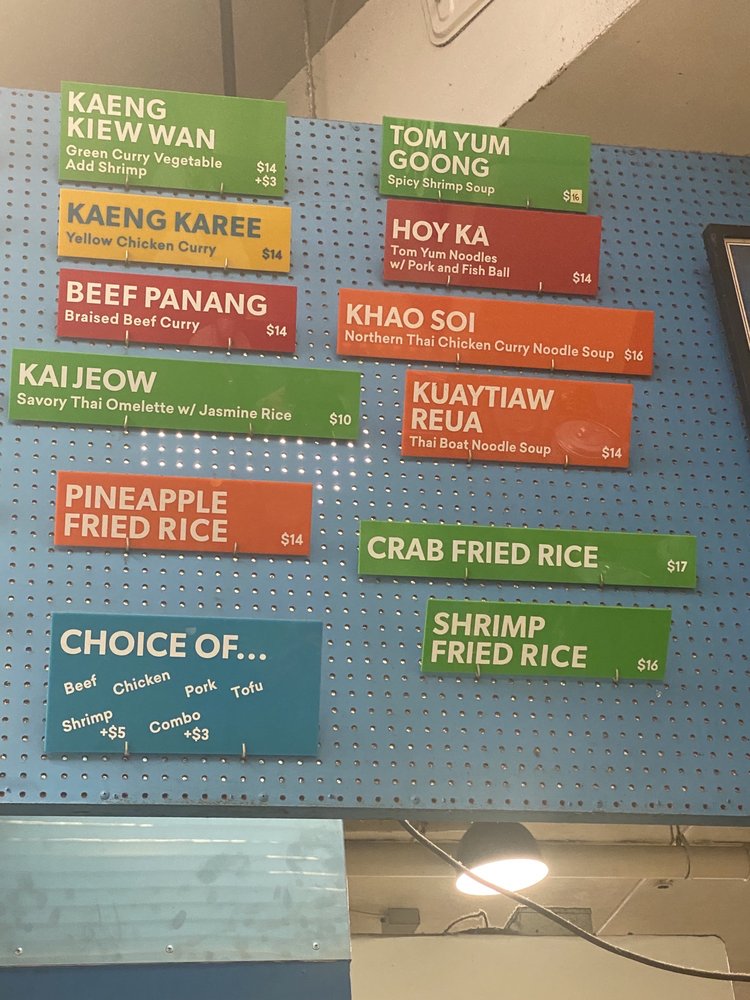 KAENG
KIEW WAN
Green Curry Vegetable $14
Add Shrimp +$3
KAENG KAREE
Yellow Chicken Curry $14
BEEF PANANG
Braised Beef Curry $14
KAI JEOW
Savory Thai Omelette w/ Jasmine Rice $10
PINEAPPLE
FRIED RICE $14
CHOICE OF...
Beef Chicken Pork Tofu
Shrimp +$5 Combo +$3
TOM YUM
GOONG
Spicy Shrimp Soup $16
HOY KA
Tom Yum Noodles
w/ Pork and Fish Ball $14
KHAO SOI
Northern Thai Chicken Curry Noodle Soup $16
KUAYTIAW
REUA
Thai Boat Noodle Soup $14
CRAB FRIED RICE $17
SHRIMP
FRIED RICE $16